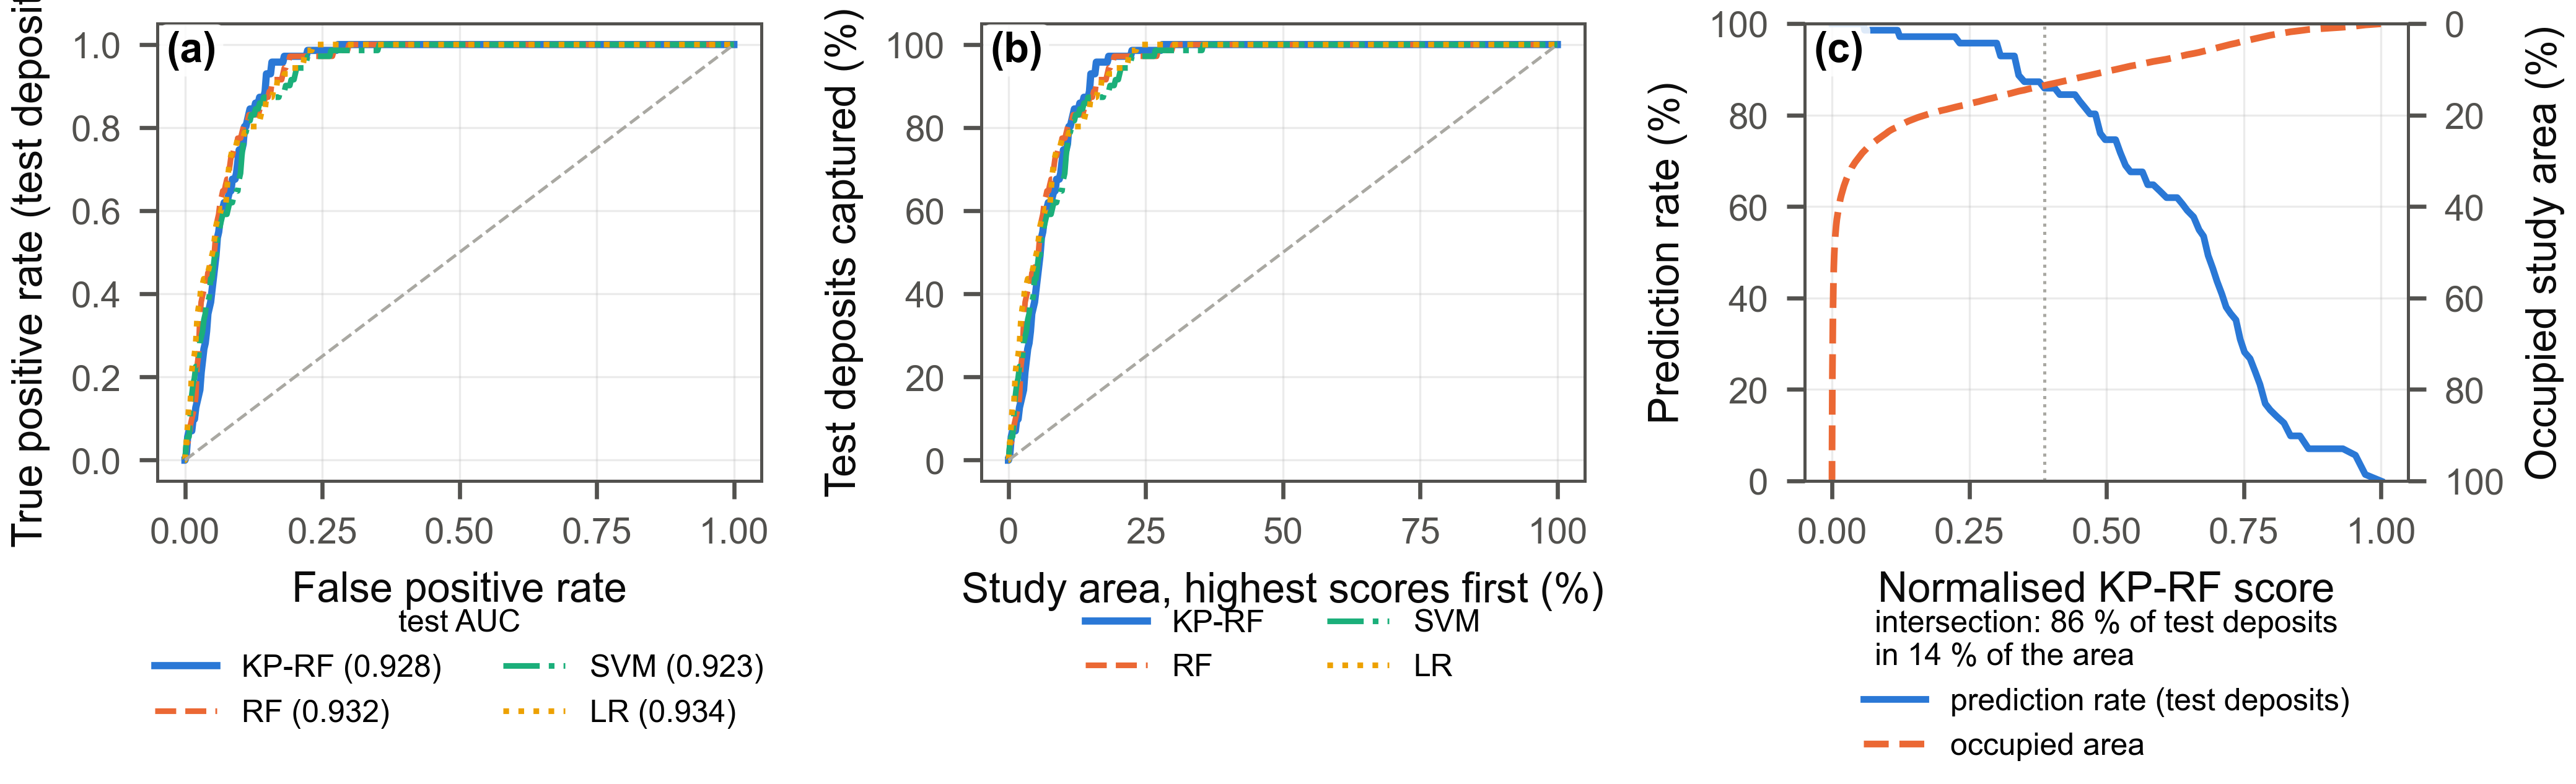 (a)
True positive rate (test deposit
1.0
0.8
0.6
0.4
0.2
0.0
0.00 0.25 0.50 0.75 1.00
False positive rate
test AUC
KP-RF (0.928) SVM (0.923)
RF (0.932) LR (0.934)
(b)
Test deposits captured (%)
100
80
60
40
20
0
0 25 50 75 100
Study area, highest scores first (%)
KP-RF SVM
RF LR
(c)
Prediction rate (%)
100
80
60
40
20
0
0
20
40
60
80
100
Occupied study area (%)
0.00 0.25 0.50 0.75 1.00
Normalised KP-RF score
intersection: 86 % of test deposits
in 14 % of the area
prediction rate (test deposits)
occupied area